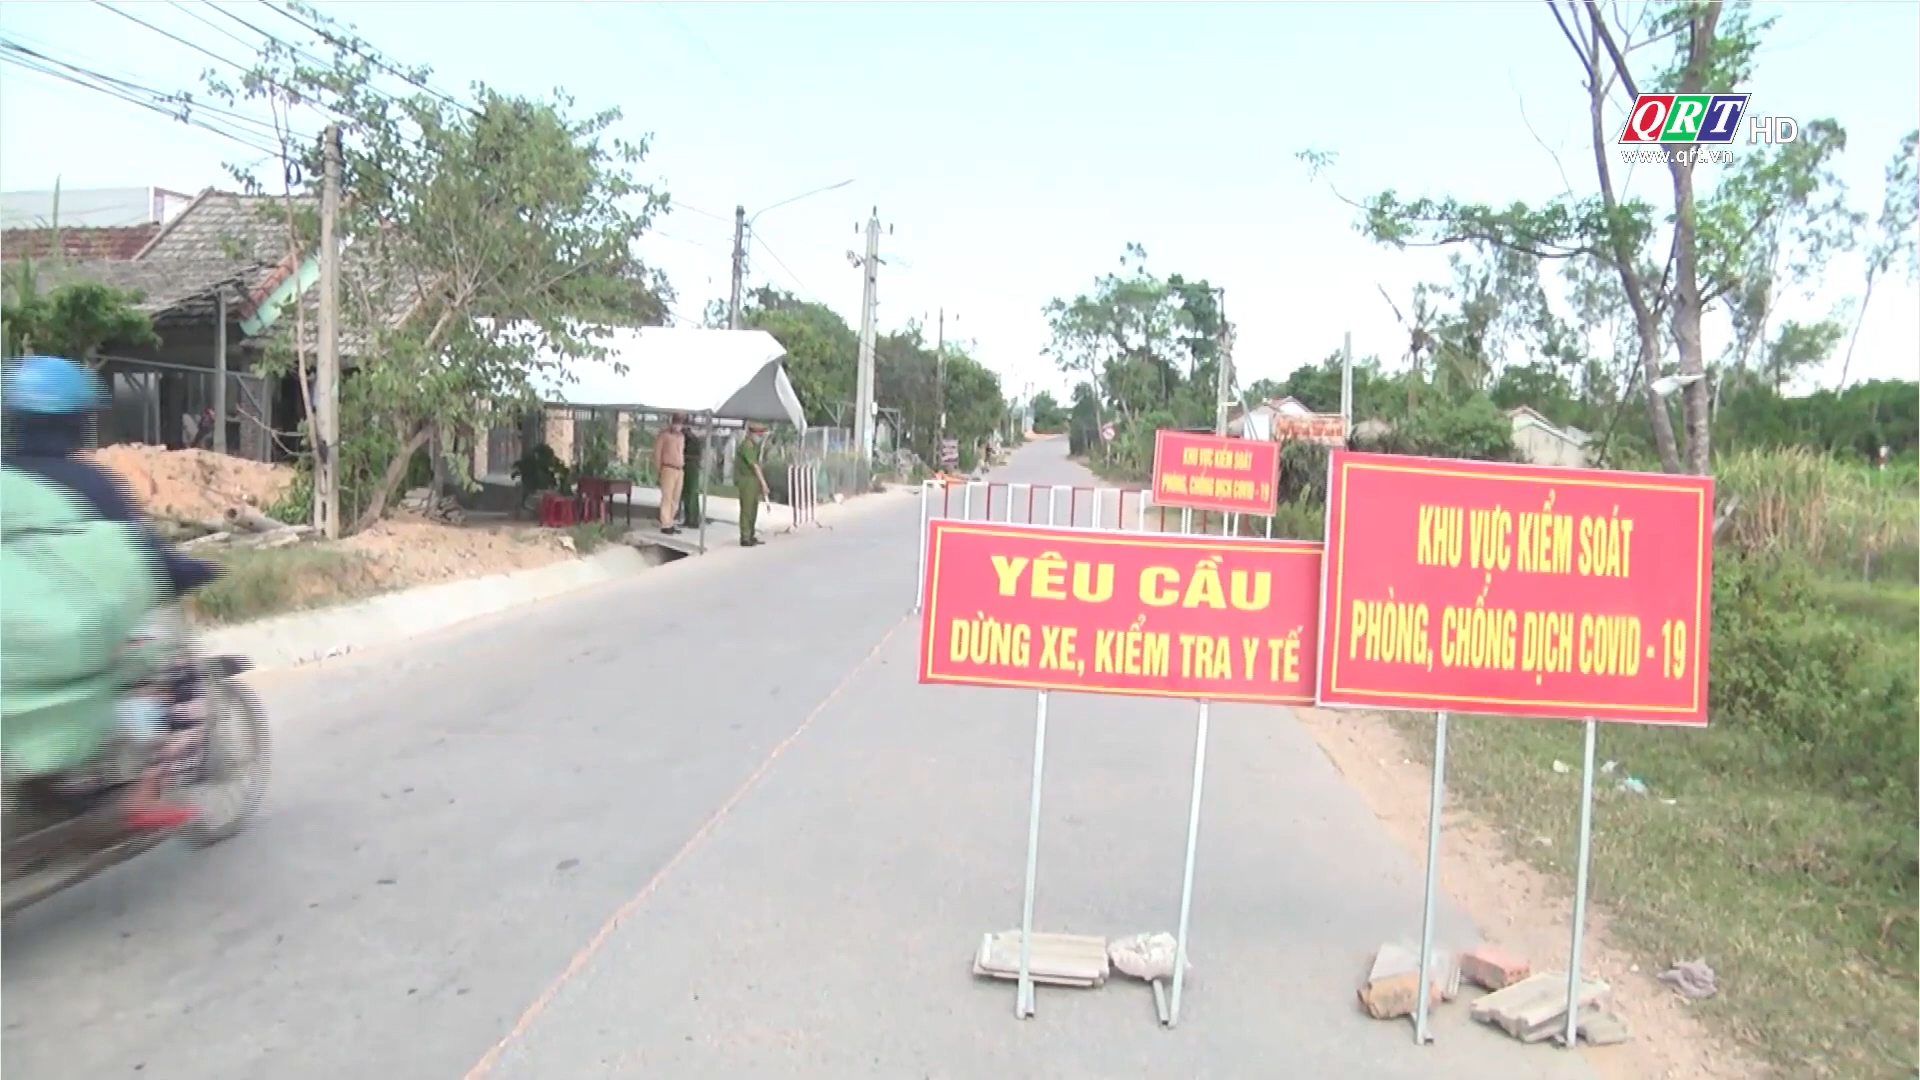 QRT HD
www.qrt.vn
KHU VỰC KIỂM SOÁT
PHÒNG, CHỐNG DỊCH COVID - 19
YÊU CẦU
DỪNG XE, KIỂM TRA Y TẾ
KHU VỰC KIỂM SOÁT
PHÒNG, CHỐNG DỊCH COVID - 19